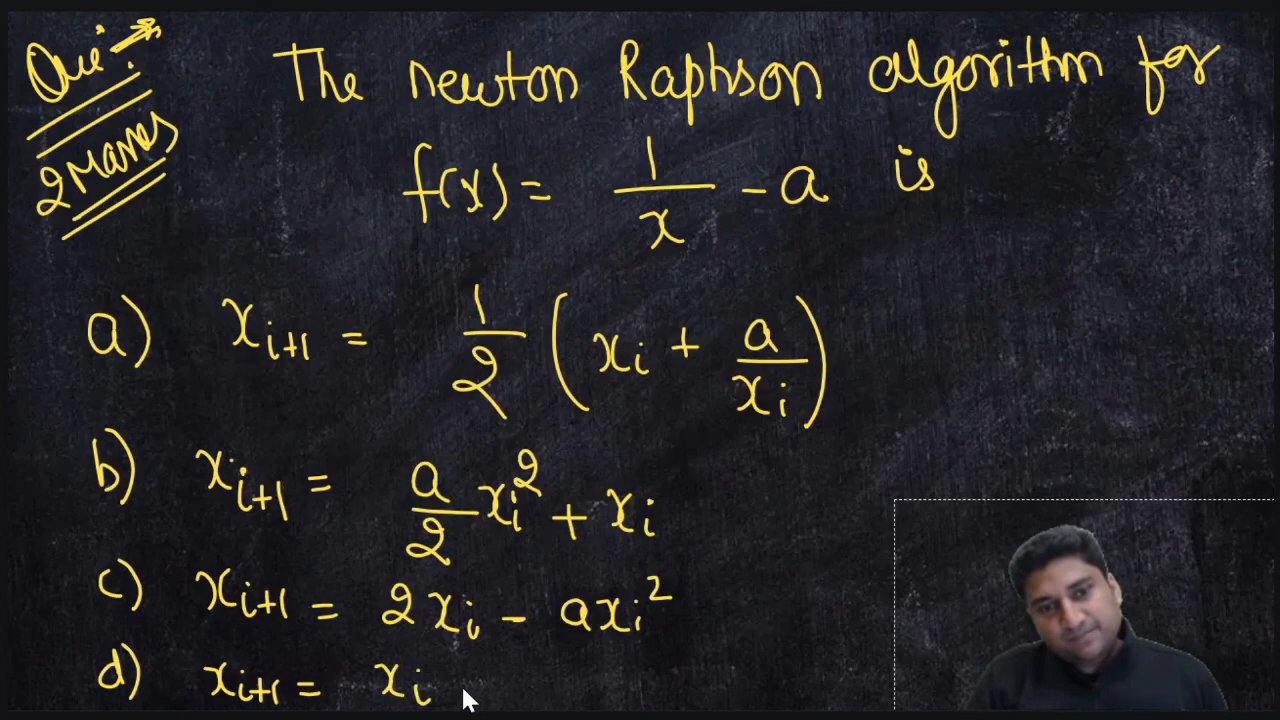 Que:→ The newton Raphson algorithm for
2 Marks f(x) = 1/x - a is
a) x_{i+1} = 1/2 (x_i + a/x_i)
b) x_{i+1} = a/2 x_i^2 + x_i
c) x_{i+1} = 2x_i - ax_i^2
d) x_{i+1} = x_i